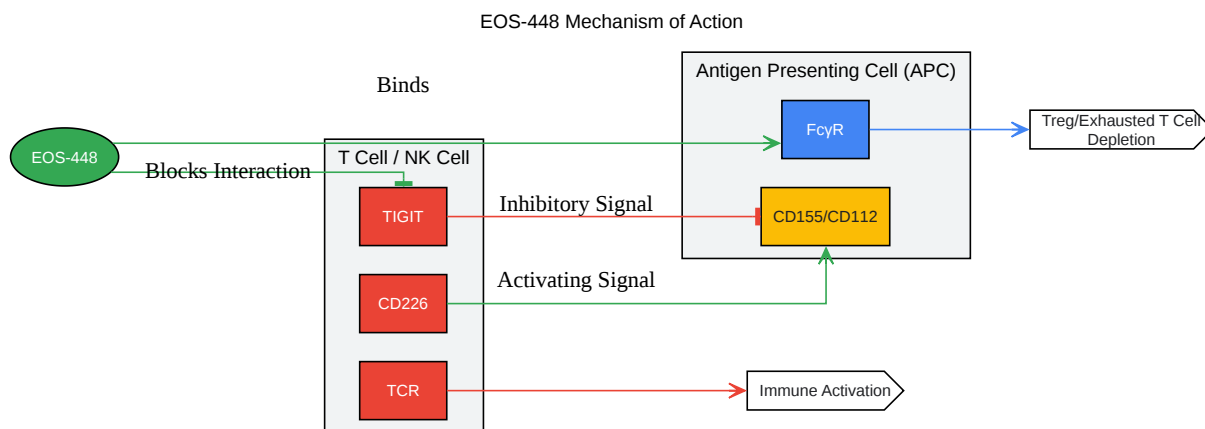 EOS-448 Mechanism of Action
Antigen Presenting Cell (APC)
Binds
FcγR
Treg/Exhausted T Cell
Depletion
EOS-448
T Cell / NK Cell
Blocks Interaction
TIGIT
Inhibitory Signal
CD155/CD112
Activating Signal
CD226
TCR
Immune Activation